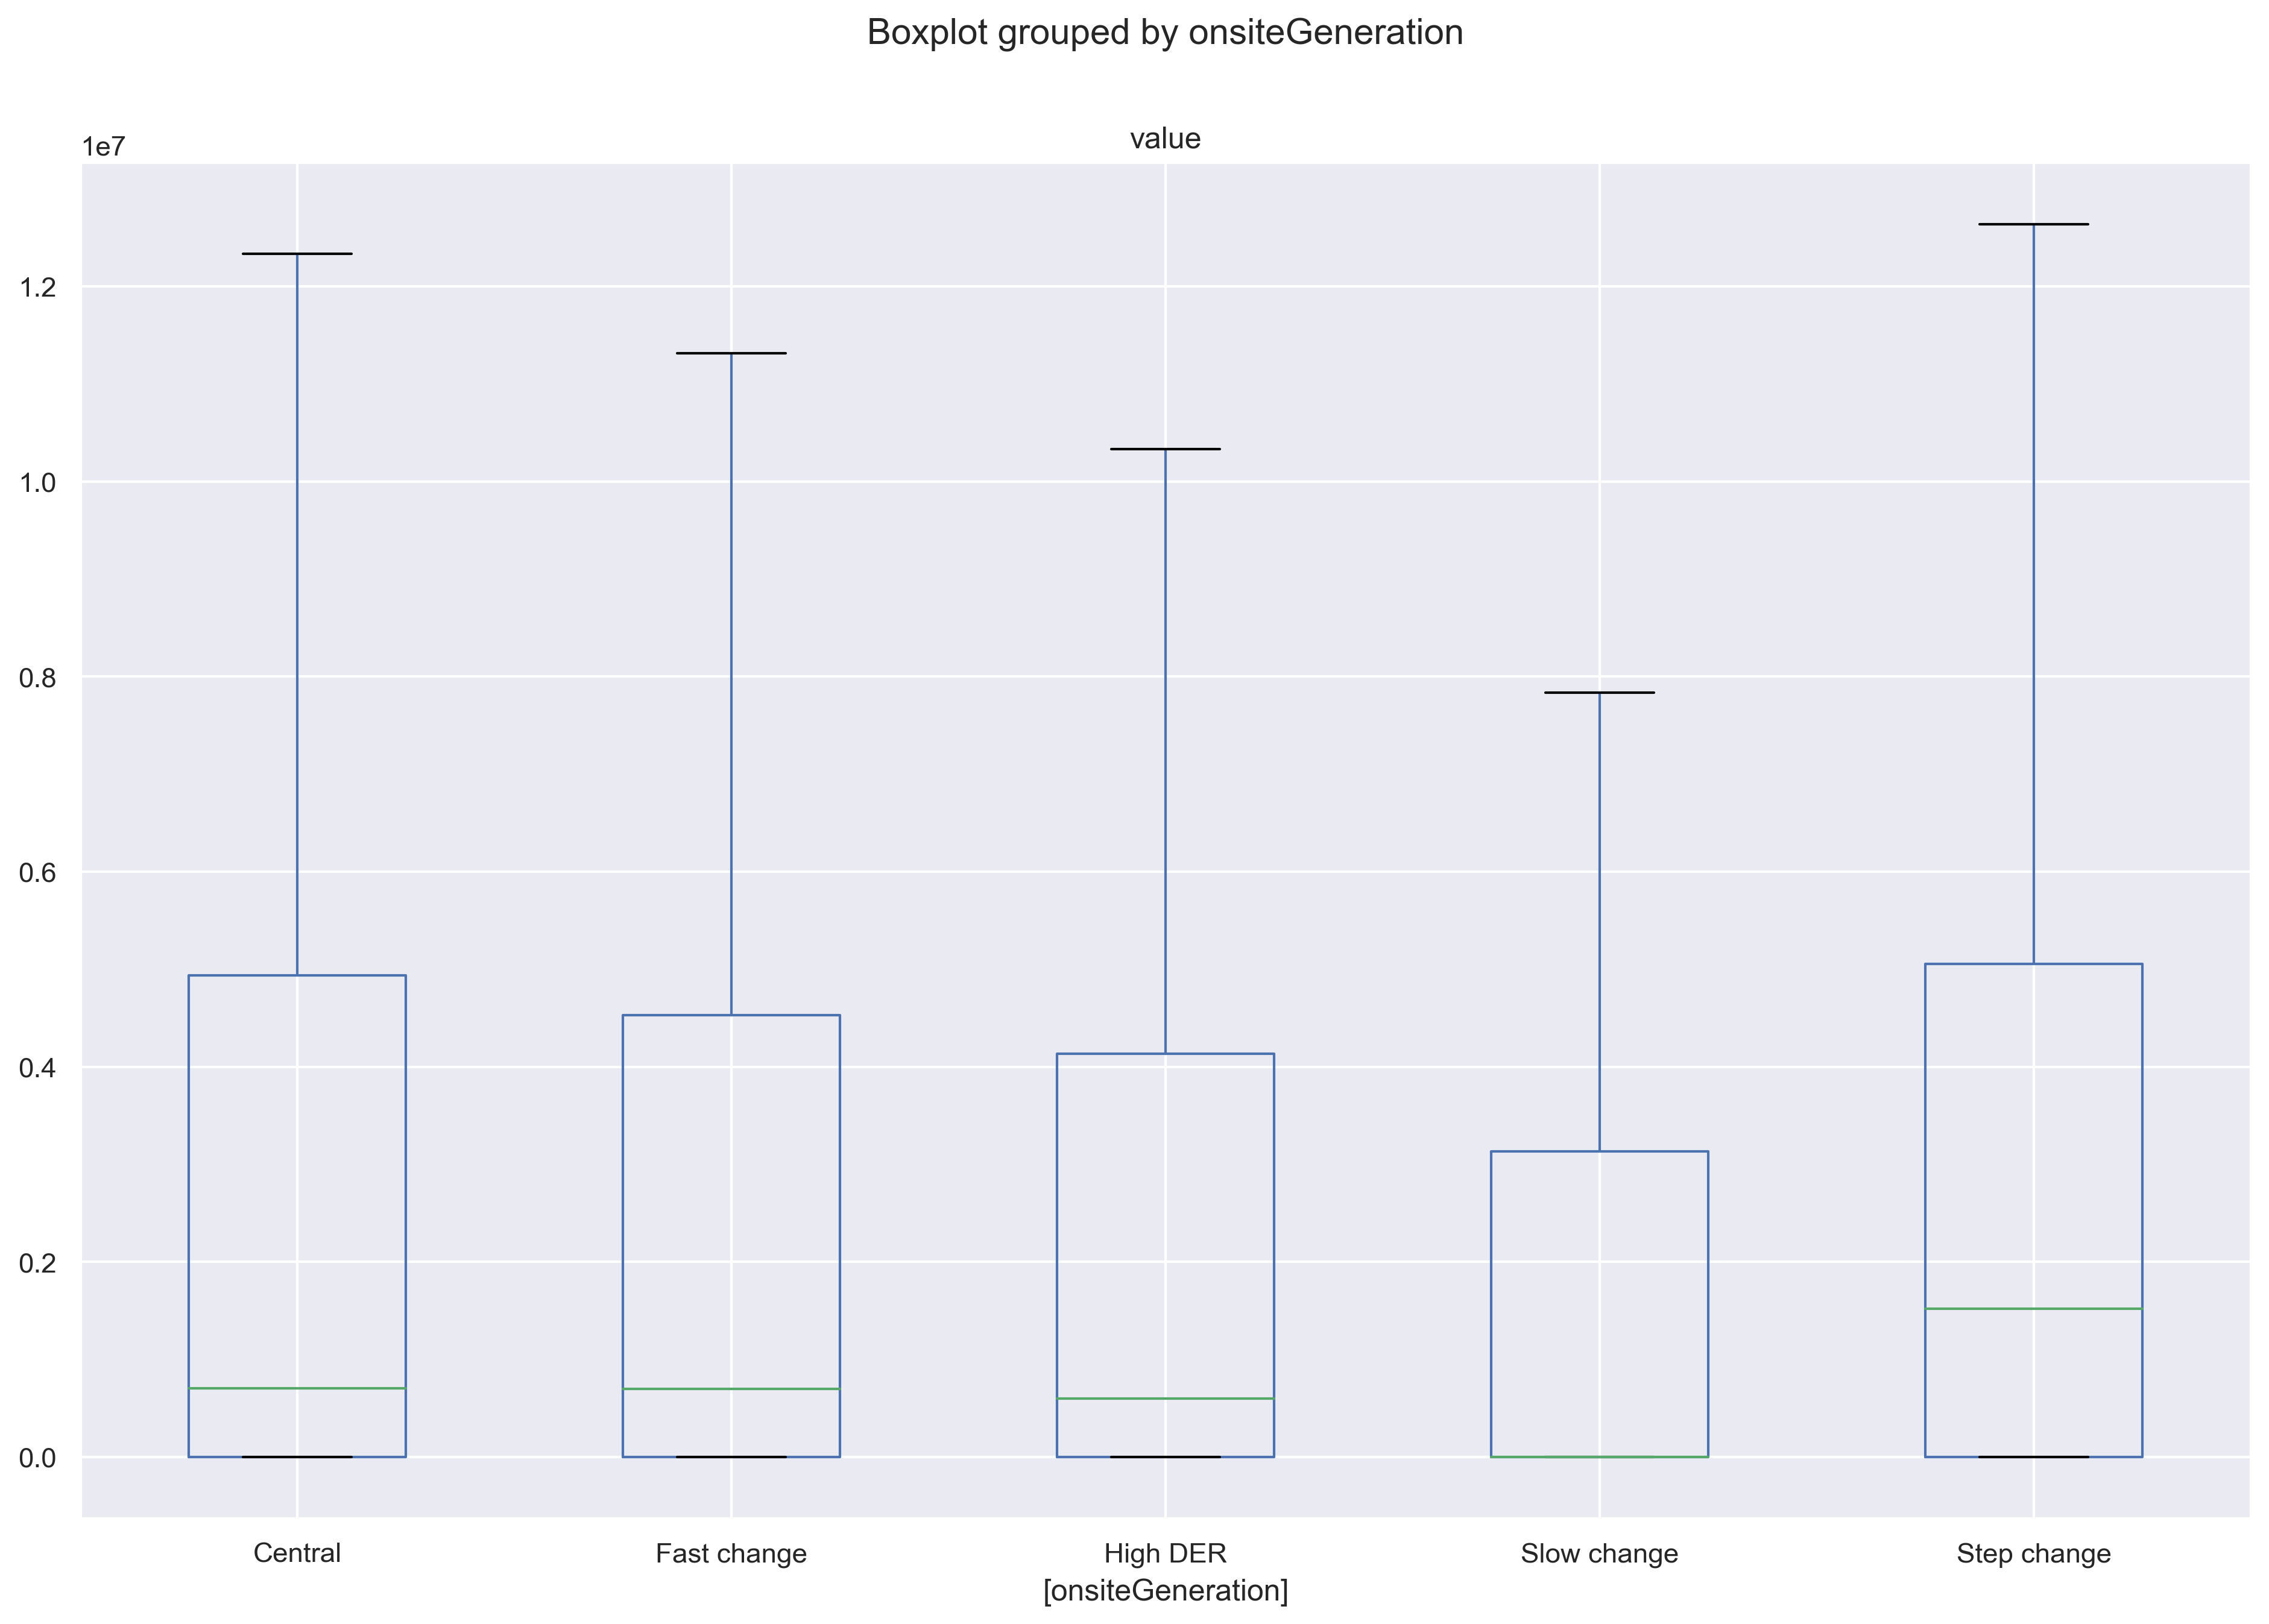 Boxplot grouped by onsiteGeneration
value
1e7
1.2
1.0
0.8
0.6
0.4
0.2
0.0
Central Fast change High DER Slow change Step change
[onsiteGeneration]